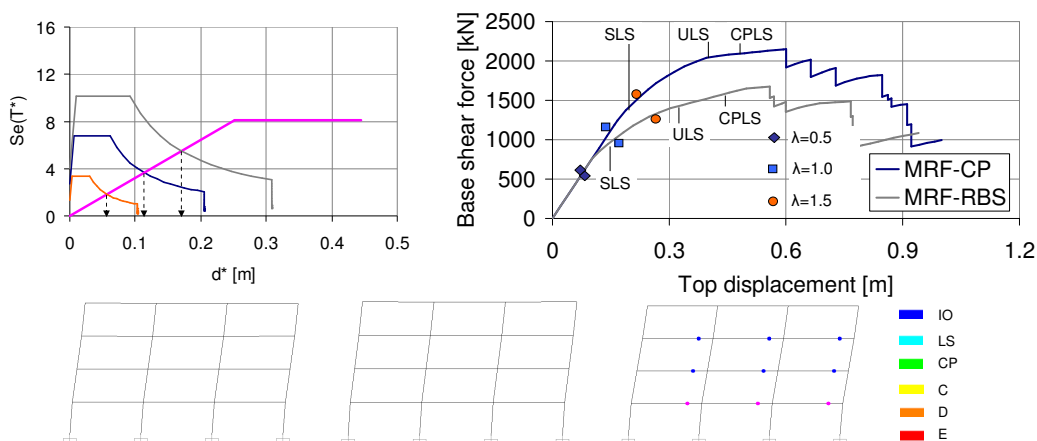 Se(T*)
16
12
8
4
0
0 0.1 0.2 0.3 0.4 0.5
d* [m]
Base shear force [kN]
2500
2000
1500
1000
500
0
SLS ULS CPLS
CPLS
ULS
SLS
λ=0.5
λ=1.0
λ=1.5
MRF-CP
MRF-RBS
0 0.3 0.6 0.9 1.2
Top displacement [m]
IO
LS
CP
C
D
E